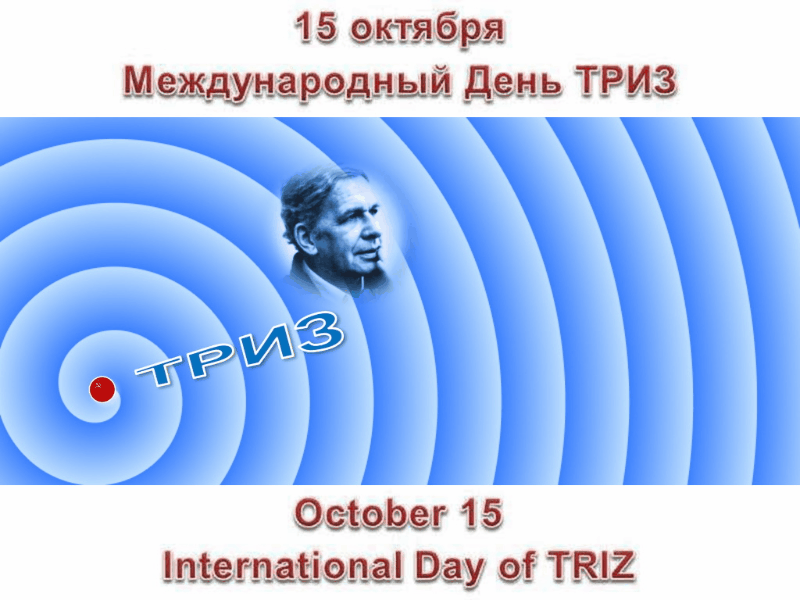 15 октября
Международный День ТРИЗ
ТРИЗ
October 15
International Day of TRIZ